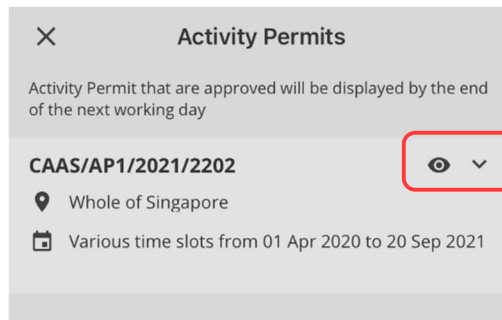 Activity Permits
Activity Permit that are approved will be displayed by the end
of the next working day
CAAS/AP1/2021/2202
Whole of Singapore
Various time slots from 01 Apr 2020 to 20 Sep 2021